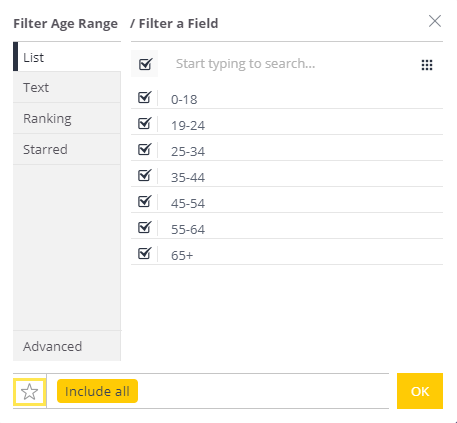 Filter Age Range / Filter a Field
List
Start typing to search...
Text
Ranking
Starred
0-18
19-24
25-34
35-44
45-54
55-64
65+
Advanced
Include all
OK